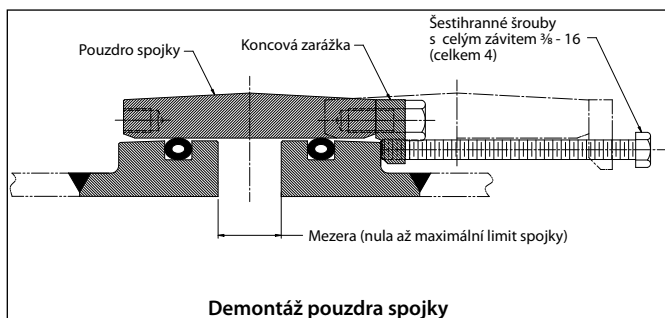 Šestihranné šrouby
s celým závitem ⅜ - 16
(celkem 4)
Pouzdro spojky
Koncová zarážka
Mezera (nula až maximální limit spojky)
Demontáž pouzdra spojky